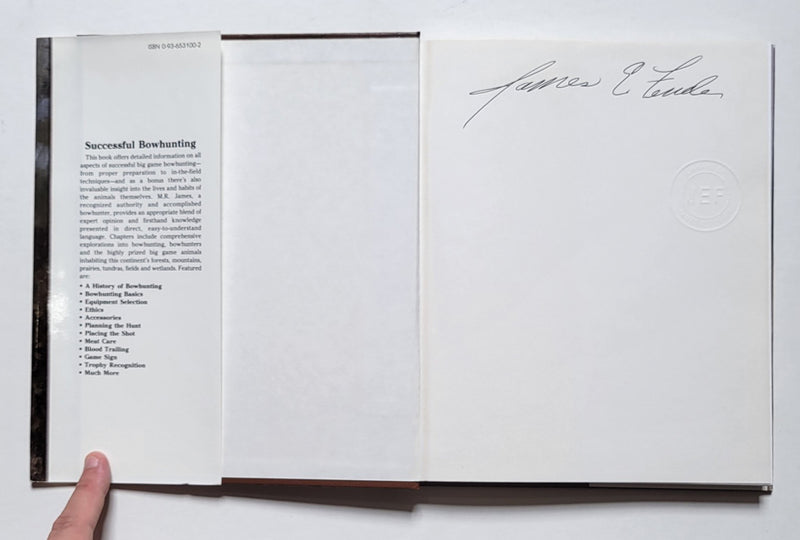 ISBN 0-93-653100-2
Successful Bowhunting
This book offers detailed information on all
aspects of successful big game bowhunting—
from proper preparation to in-the-field
techniques—and as a bonus there's also
invaluable insight into the lives and habits of
the animals themselves. M.R. James, a
recognized authority and accomplished
bowhunter, provides an appropriate blend of
expert opinion and firsthand knowledge
presented in direct, easy-to-understand
language. Chapters include comprehensive
explorations into bowhunting, bowhunters
and the highly prized big game animals
inhabiting this continent's forests, mountains,
prairies, tundras, fields and wetlands. Featured
are:
• A History of Bowhunting
• Bowhunting Basics
• Equipment Selection
• Ethics
• Accessories
• Planning the Hunt
• Placing the Shot
• Meat Care
• Blood Trailing
• Game Sign
• Trophy Recognition
• Much More
James E
JEF